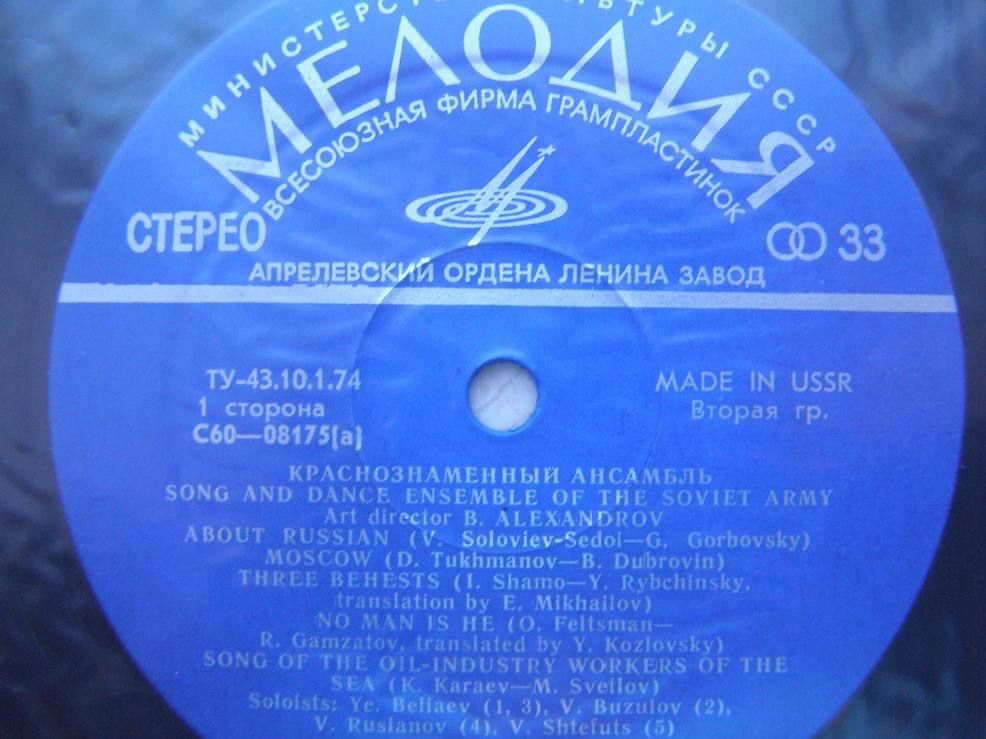 МИНИСТЕРСТ ЬТУРЫ СССР
МЕЛОДИЯ
ВСЕСОЮЗНАЯ ФИРМА ГРАМПЛАСТИНОК
СТЕРЕО 33
АПРЕЛЕВСКИЙ ОРДЕНА ЛЕНИНА ЗАВОД
ТУ-43.10.1.74 MADE IN USSR
1 сторона Вторая гр.
С60—08175(а)
КРАСНОЗНАМЕННЫЙ АНСАМБЛЬ
SONG AND DANCE ENSEMBLE OF THE SOVIET ARMY
Art director B. ALEXANDROV
ABOUT RUSSIAN (V. Soloviev-Sedoi—G. Gorbovsky)
MOSCOW (D. Tukhmanov—B. Dubrovin)
THREE BEHESTS (I. Shamo—Y. Rybchinsky,
translation by E. Mikhailov)
NO MAN IS HE (O. Feltsman—
R. Gamzatov, translated by Y. Kozlovsky)
SONG OF THE OIL-INDUSTRY WORKERS OF THE
SEA (K. Karaev—M. Svetlov)
Soloists: Ye. Beliaev (1, 3), V. Buzulov (2),
V. Ruslanov (4), V. Shtefuts (5)